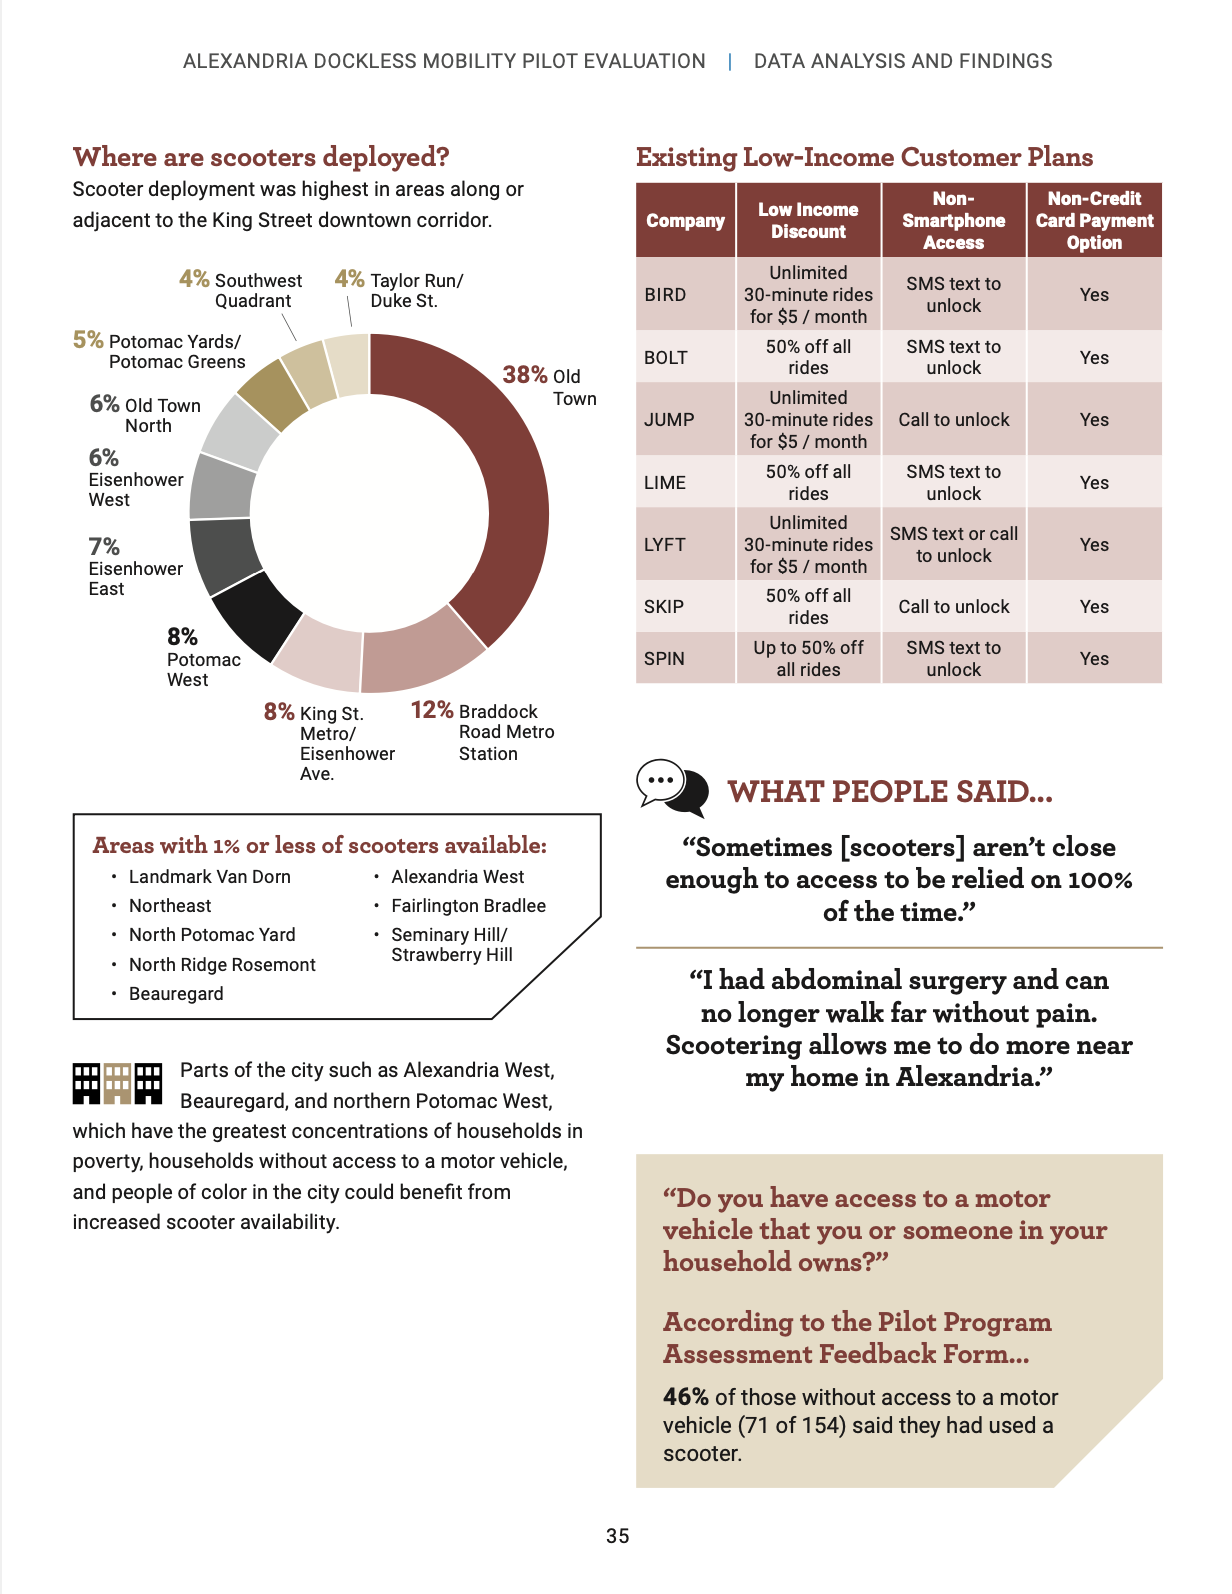 ALEXANDRIA DOCKLESS MOBILITY PILOT EVALUATION | DATA ANALYSIS AND FINDINGS
Where are scooters deployed?
Scooter deployment was highest in areas along or
adjacent to the King Street downtown corridor.
4% Southwest
Quadrant
4% Taylor Run/
Duke St.
5% Potomac Yards/
Potomac Greens
38% Old
Town
6% Old Town
North
6%
Eisenhower
West
7%
Eisenhower
East
8%
Potomac
West
8% King St.
Metro/
Eisenhower
Ave.
12% Braddock
Road Metro
Station
Areas with 1% or less of scooters available:
• Landmark Van Dorn
• Northeast
• North Potomac Yard
• North Ridge Rosemont
• Beauregard
• Alexandria West
• Fairlington Bradlee
• Seminary Hill/
Strawberry Hill
Parts of the city such as Alexandria West,
Beauregard, and northern Potomac West,
which have the greatest concentrations of households in
poverty, households without access to a motor vehicle,
and people of color in the city could benefit from
increased scooter availability.
Existing Low-Income Customer Plans
Company
Low Income
Discount
Non-
Smartphone
Access
Non-Credit
Card Payment
Option
BIRD
Unlimited
30-minute rides
for $5 / month
SMS text to
unlock
Yes
BOLT
50% off all
rides
SMS text to
unlock
Yes
JUMP
Unlimited
30-minute rides
for $5 / month
Call to unlock
Yes
LIME
50% off all
rides
SMS text to
unlock
Yes
LYFT
Unlimited
30-minute rides
for $5 / month
SMS text or call
to unlock
Yes
SKIP
50% off all
rides
Call to unlock
Yes
SPIN
Up to 50% off
all rides
SMS text to
unlock
Yes
WHAT PEOPLE SAID...
“Sometimes [scooters] aren’t close
enough to access to be relied on 100%
of the time.”
“I had abdominal surgery and can
no longer walk far without pain.
Scootering allows me to do more near
my home in Alexandria.”
“Do you have access to a motor
vehicle that you or someone in your
household owns?”
According to the Pilot Program
Assessment Feedback Form...
46% of those without access to a motor
vehicle (71 of 154) said they had used a
scooter.
35